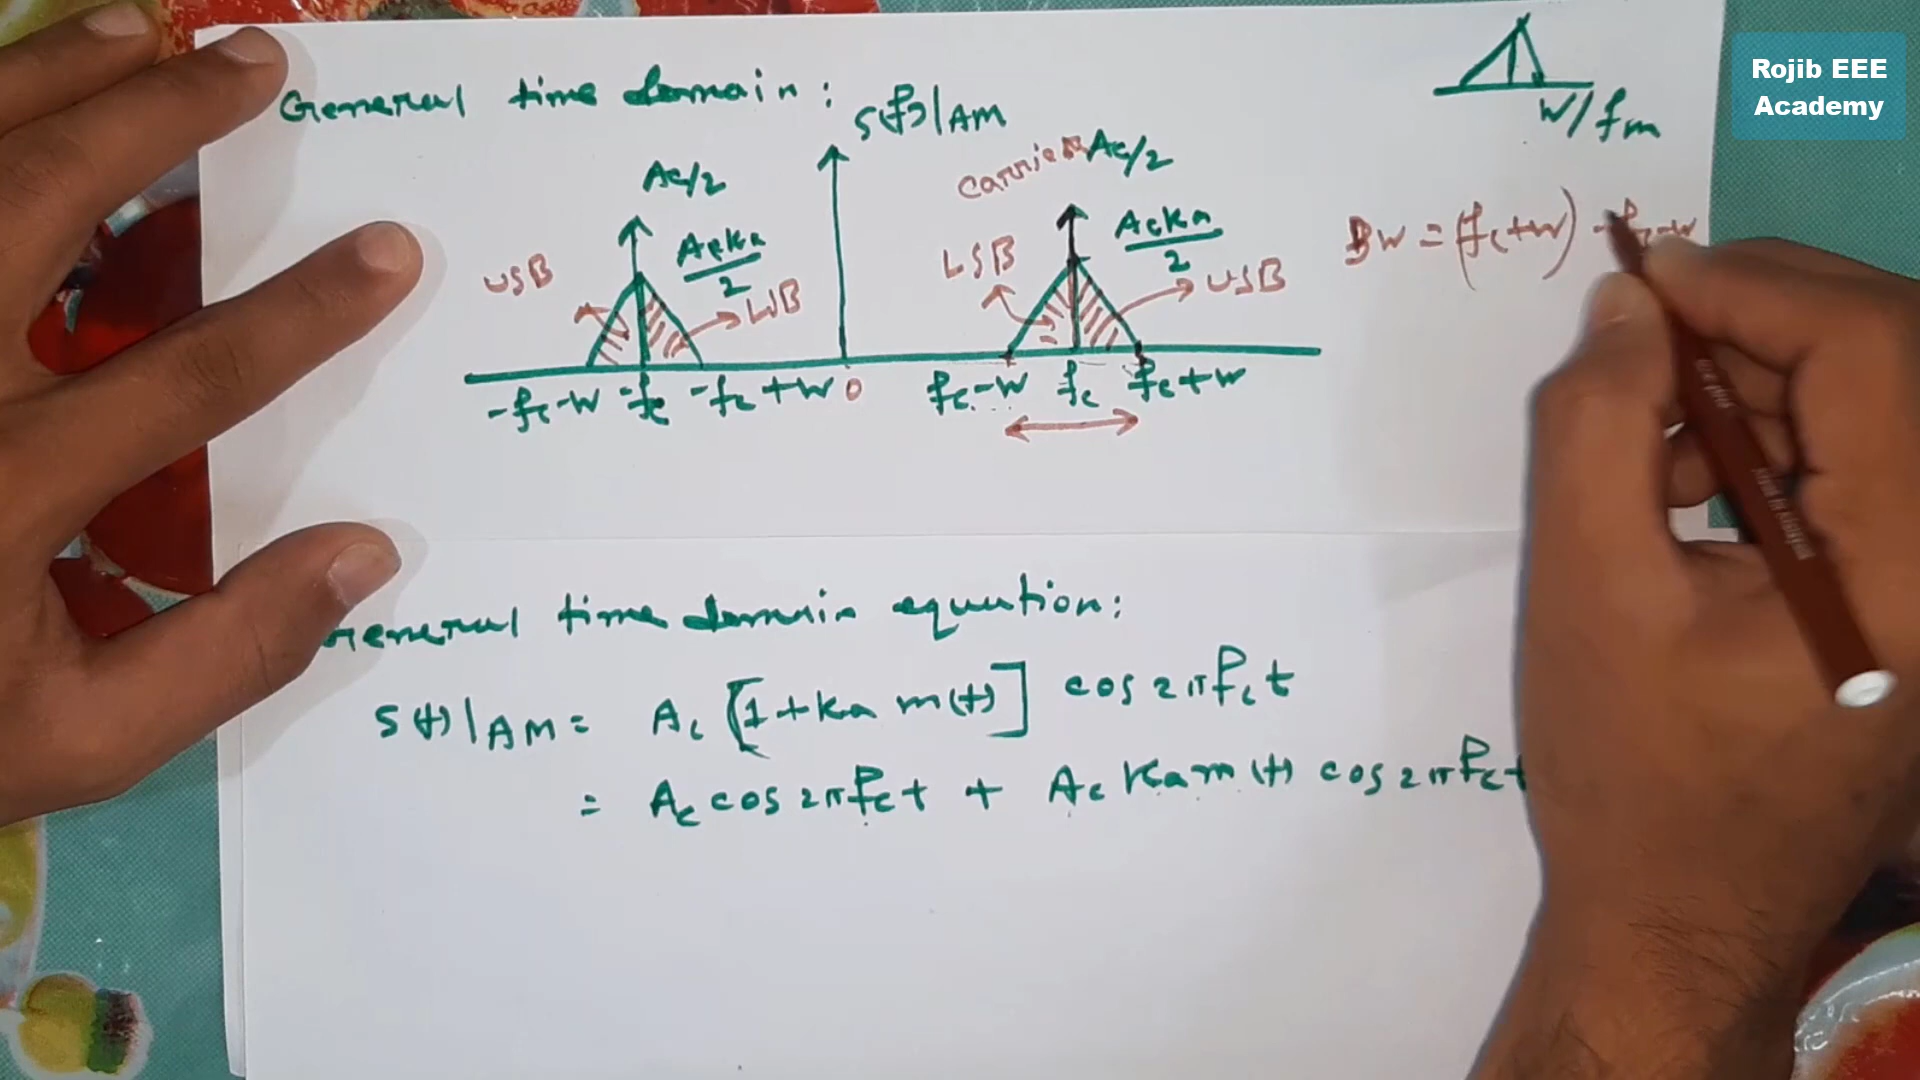 Rojib EEE
Academy
General time domain:
S(f)|AM
W/fm
Ac/2
AcKa/2
USB
LSB
carrier Ac/2
AcKa/2
LSB
USB
BW = (fc+W) - fc-W
-fc-W -fc -fc+W 0 fc-W fc fc+W
General time domain equation:
S(t)|AM = Ac [1+Ka m(t)] cos 2πfct
= Ac cos 2πfct + Ac Ka m(t) cos 2πfct